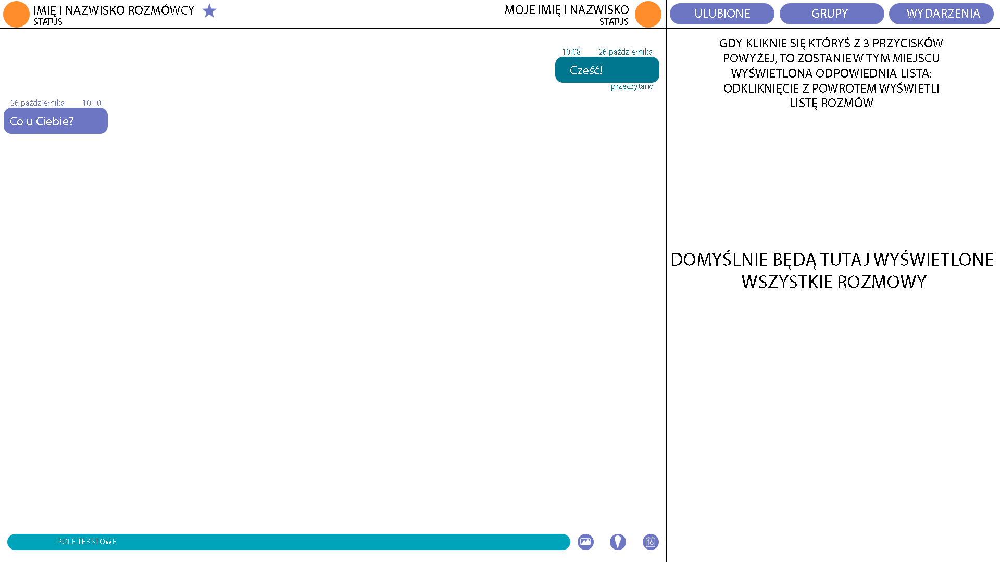 IMIĘ I NAZWISKO ROZMÓWCY
STATUS
MOJE IMIĘ I NAZWISKO
STATUS
ULUBIONE
GRUPY
WYDARZENIA
10:08 26 października
Cześć!
przeczytano
26 października 10:10
Co u Ciebie?
GDY KLIKNIE SIĘ KTÓRYŚ Z 3 PRZYCISKÓW
POWYŻEJ, TO ZOSTANIE W TYM MIEJSCU
WYŚWIETLONA ODPOWIEDNIA LISTA;
ODKLIKNIĘCIE Z POWROTEM WYŚWIETLI
LISTĘ ROZMÓW
DOMYŚLNIE BĘDĄ TUTAJ WYŚWIETLONE
WSZYSTKIE ROZMOWY
POLE TEKSTOWE
16